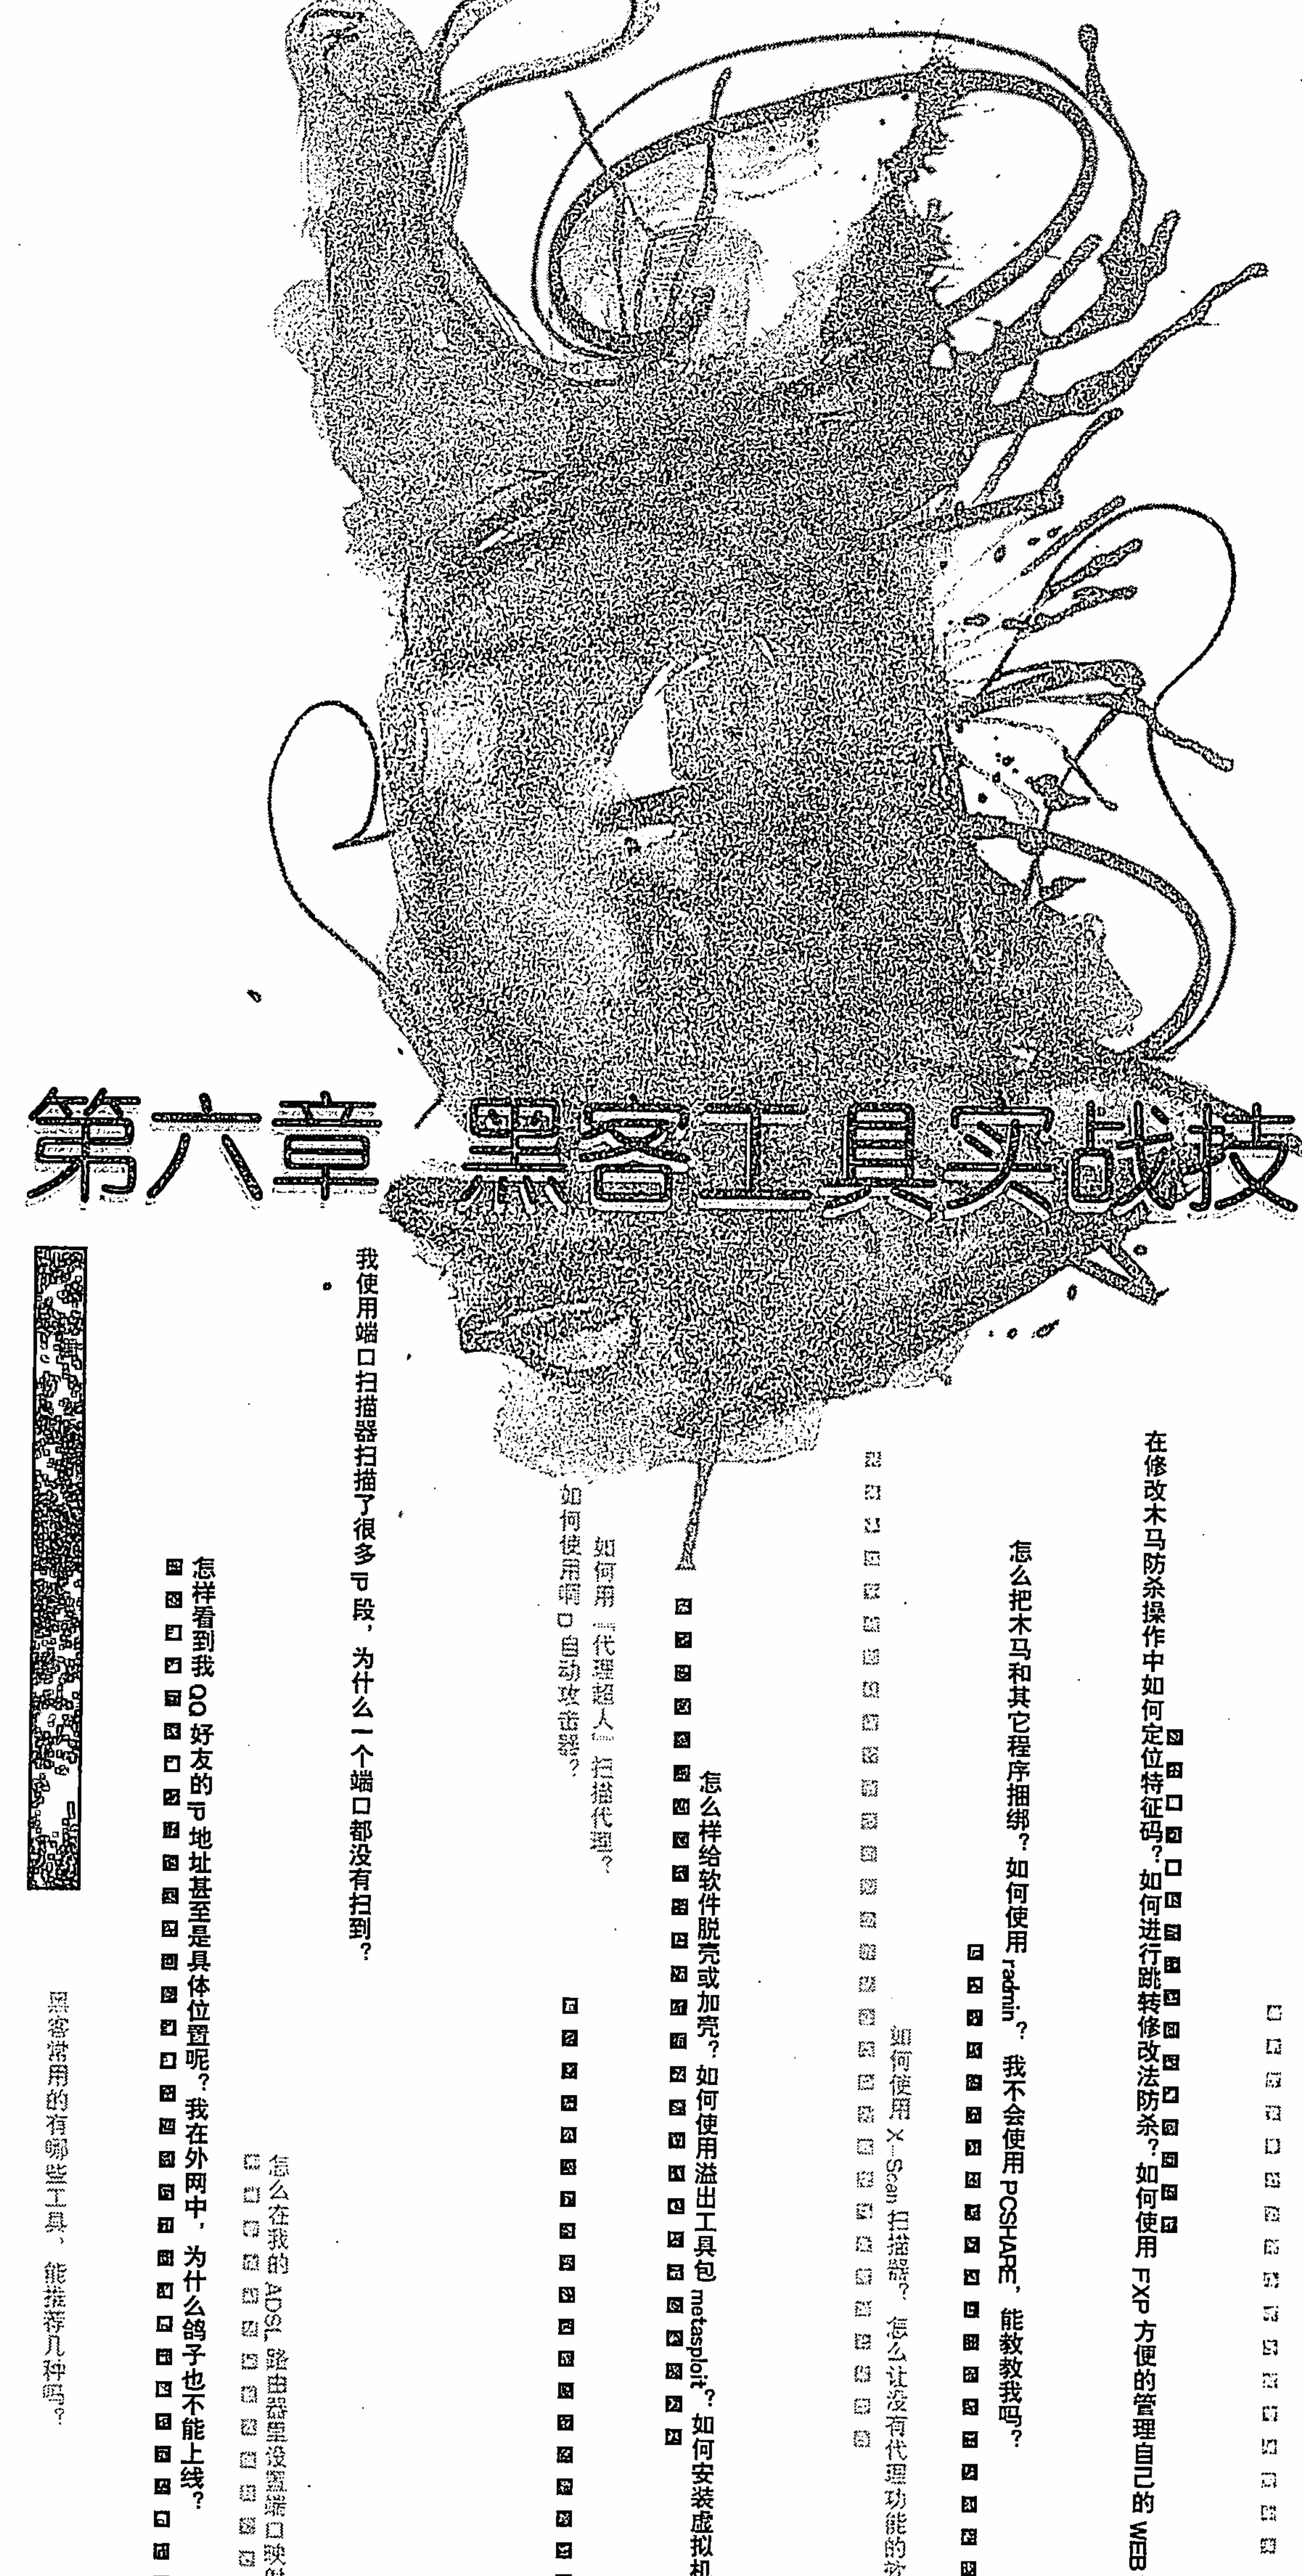 第六章 黑客工具实战技
黑客常用的有哪些工具，能推荐几种吗？
怎样看到我 QQ 好友的 IP 地址甚至是具体位置呢？我在外网中，为什么鸽子也不能上线？
怎么在我的 ADSL 路由器里设置端口映
我使用端口扫描器扫描了很多 IP 段，为什么一个端口都没有扫到？
如何使用啊 D 自动攻击器？
如何用『代理超人』扫描代理？
怎么样给软件脱壳或加壳？如何使用溢出工具包 metasploit？如何安装虚拟机
如何使用 X—Scan 扫描器？怎么让没有代理功能的软
怎么把木马和其它程序捆绑？如何使用 radmin？我不会使用 PCSHARE，能教教我吗？
在修改木马防杀操作中如何定位特征码？如何进行跳转修改法防杀？如何使用 FXP 方便的管理自己的 WEB